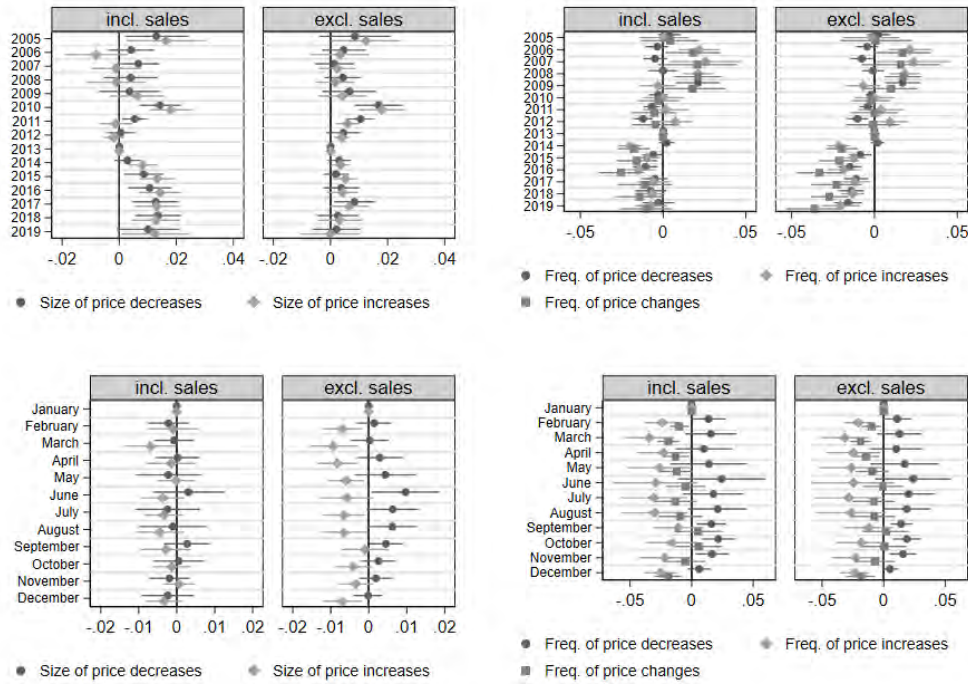 incl. sales excl. sales
2005
2006
2007
2008
2009
2010
2011
2012
2013
2014
2015
2016
2017
2018
2019
-.02 0 .02 .04 -.02 0 .02 .04
Size of price decreases Size of price increases
incl. sales excl. sales
2005
2006
2007
2008
2009
2010
2011
2012
2013
2014
2015
2016
2017
2018
2019
-.05 0 .05 -.05 0 .05
Freq. of price decreases Freq. of price increases
Freq. of price changes
incl. sales excl. sales
January
February
March
April
May
June
July
August
September
October
November
December
-.02 -.01 0 .01 .02 -.02 -.01 0 .01 .02
Size of price decreases Size of price increases
incl. sales excl. sales
January
February
March
April
May
June
July
August
September
October
November
December
-.05 0 .05 -.05 0 .05
Freq. of price decreases Freq. of price increases
Freq. of price changes